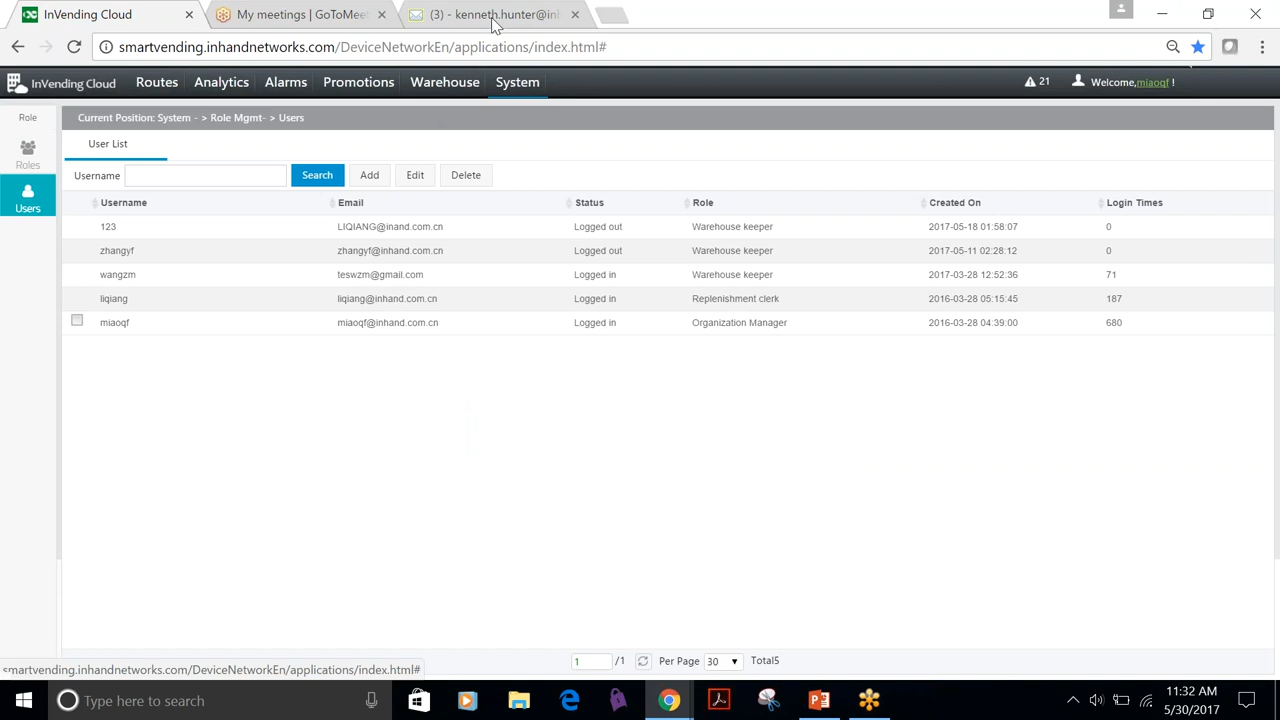 InVending Cloud
My meetings | GoToMeet
(3) - kenneth.hunter@in
smartvending.inhandnetworks.com/DeviceNetworkEn/applications/index.html#
InVending Cloud Routes Analytics Alarms Promotions Warehouse System 21 Welcome,miaoqf !
Role Current Position: System - > Role Mgmt- > Users
User List
Roles
Username Search Add Edit Delete
Users
Username Email Status Role Created On Login Times
123 LIQIANG@inand.com.cn Logged out Warehouse keeper 2017-05-18 01:58:07 0
zhangyf zhangyf@inhand.com.cn Logged out Warehouse keeper 2017-05-11 02:28:12 0
wangzm teswzm@gmail.com Logged in Warehouse keeper 2017-03-28 12:52:36 71
liqiang liqiang@inhand.com.cn Logged in Replenishment clerk 2016-03-28 05:15:45 187
miaoqf miaoqf@inhand.com.cn Logged in Organization Manager 2016-03-28 04:39:00 680
1 /1 Per Page 30 Total5
smartvending.inhandnetworks.com/DeviceNetworkEn/applications/index.html#
Type here to search
11:32 AM
5/30/2017